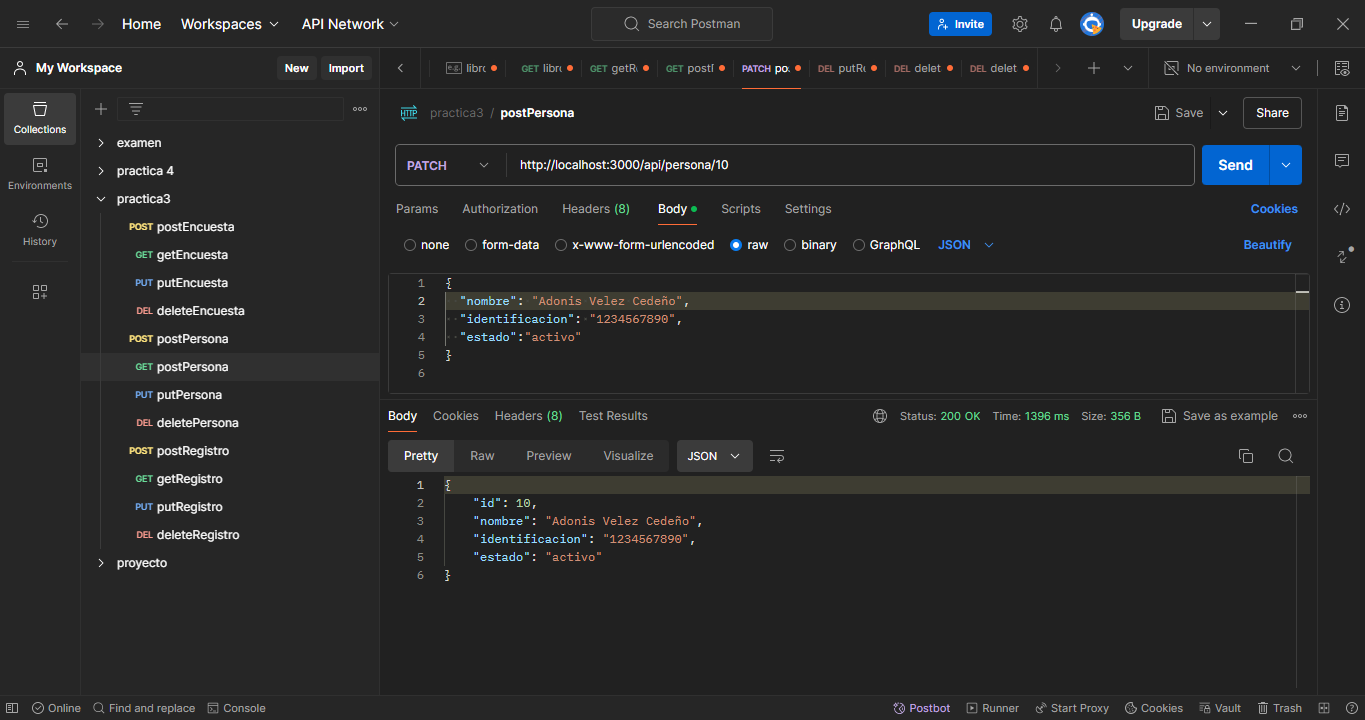 Home Workspaces API Network Search Postman Invite Upgrade
My Workspace New Import
e.g. libr GET libr GET getR GET post PATCH po. DEL putRe DEL delet DEL delet No environment
Collections
Environments
History
examen
practica 4
practica3
POST postEncuesta
GET getEncuesta
PUT putEncuesta
DEL deleteEncuesta
POST postPersona
GET postPersona
PUT putPersona
DEL deletePersona
POST postRegistro
GET getRegistro
PUT putRegistro
DEL deleteRegistro
proyecto
HTTP practica3 / postPersona Save Share
PATCH http://localhost:3000/api/persona/10 Send
Params Authorization Headers (8) Body Scripts Settings Cookies
none form-data x-www-form-urlencoded raw binary GraphQL JSON Beautify
1 {
2 "nombre": "Adonis Velez Cedeño",
3 "identificacion": "1234567890",
4 "estado":"activo"
5 }
6
Body Cookies Headers (8) Test Results Status: 200 OK Time: 1396 ms Size: 356 B Save as example
Pretty Raw Preview Visualize JSON
1 {
2 "id": 10,
3 "nombre": "Adonis Velez Cedeño",
4 "identificacion": "1234567890",
5 "estado": "activo"
6 }
Online Find and replace Console Postbot Runner Start Proxy Cookies Vault Trash